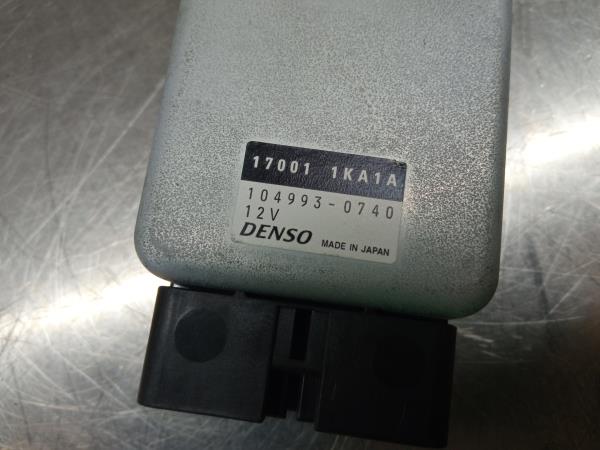 17001 1KA1A
104993-0740
12V
DENSO MADE IN JAPAN